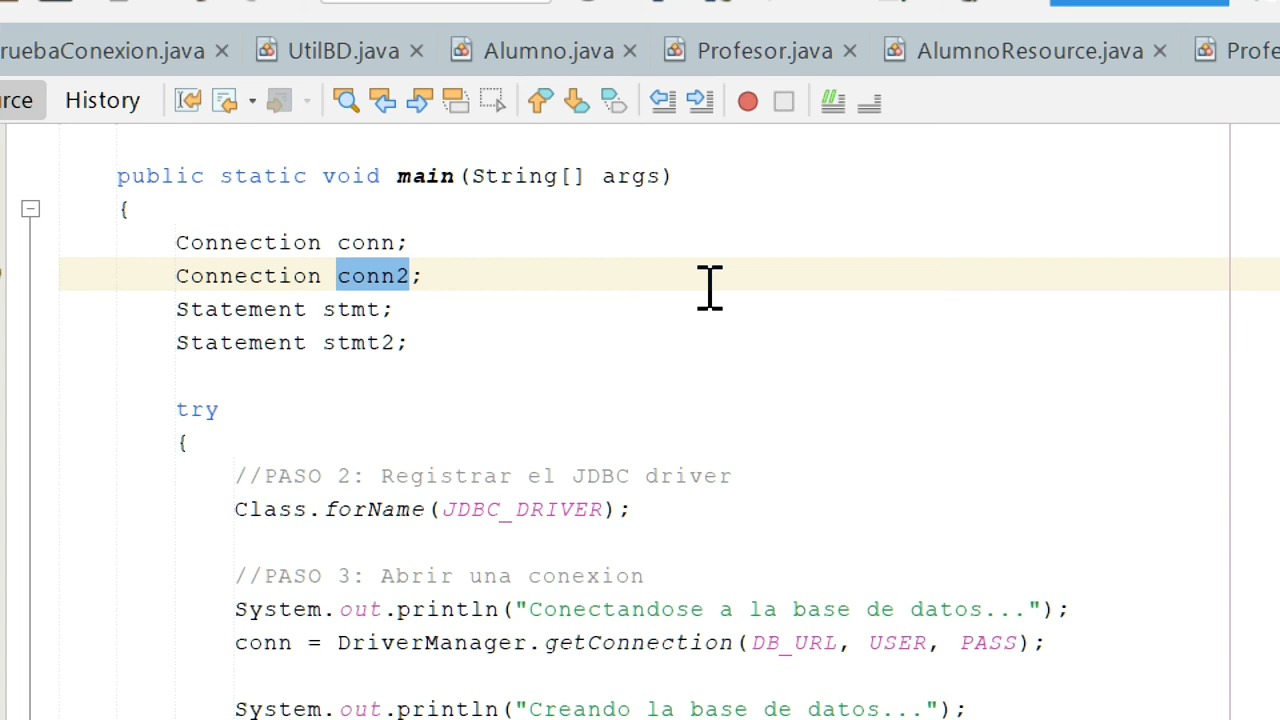 ruebaConexion.java UtilBD.java Alumno.java Profesor.java AlumnoResource.java Profe
rce History
public static void main(String[] args)
{
Connection conn;
Connection conn2;
Statement stmt;
Statement stmt2;
try
{
//PASO 2: Registrar el JDBC driver
Class.forName(JDBC_DRIVER);
//PASO 3: Abrir una conexion
System.out.println("Conectandose a la base de datos...");
conn = DriverManager.getConnection(DB_URL, USER, PASS);
System.out.println("Creando la base de datos...");